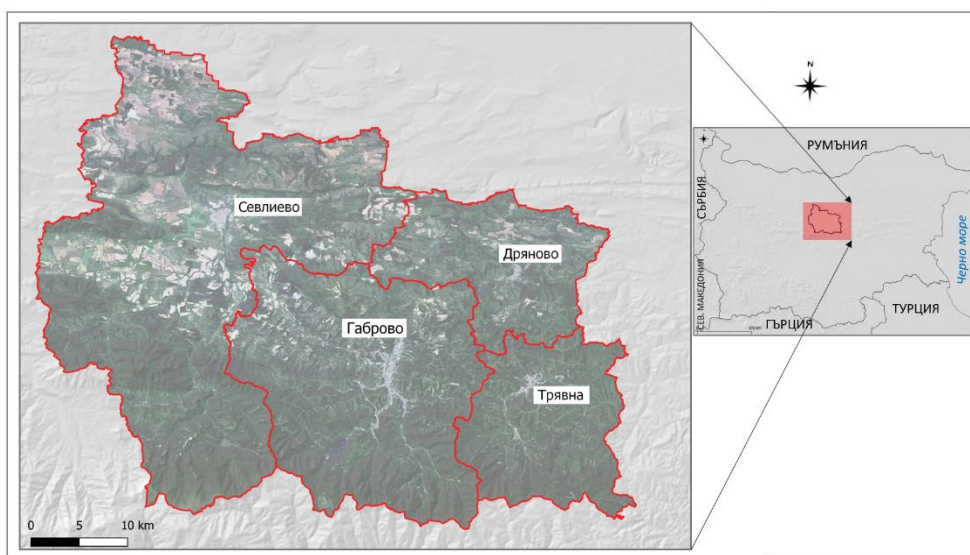 Севлиево
Дряново
Габрово
Трявна
0 5 10 km
N
РУМЪНИЯ
СЪРБИЯ
Черно море
СЕВ. МАКЕДОНИЯ
ГЪРЦИЯ
ТУРЦИЯ